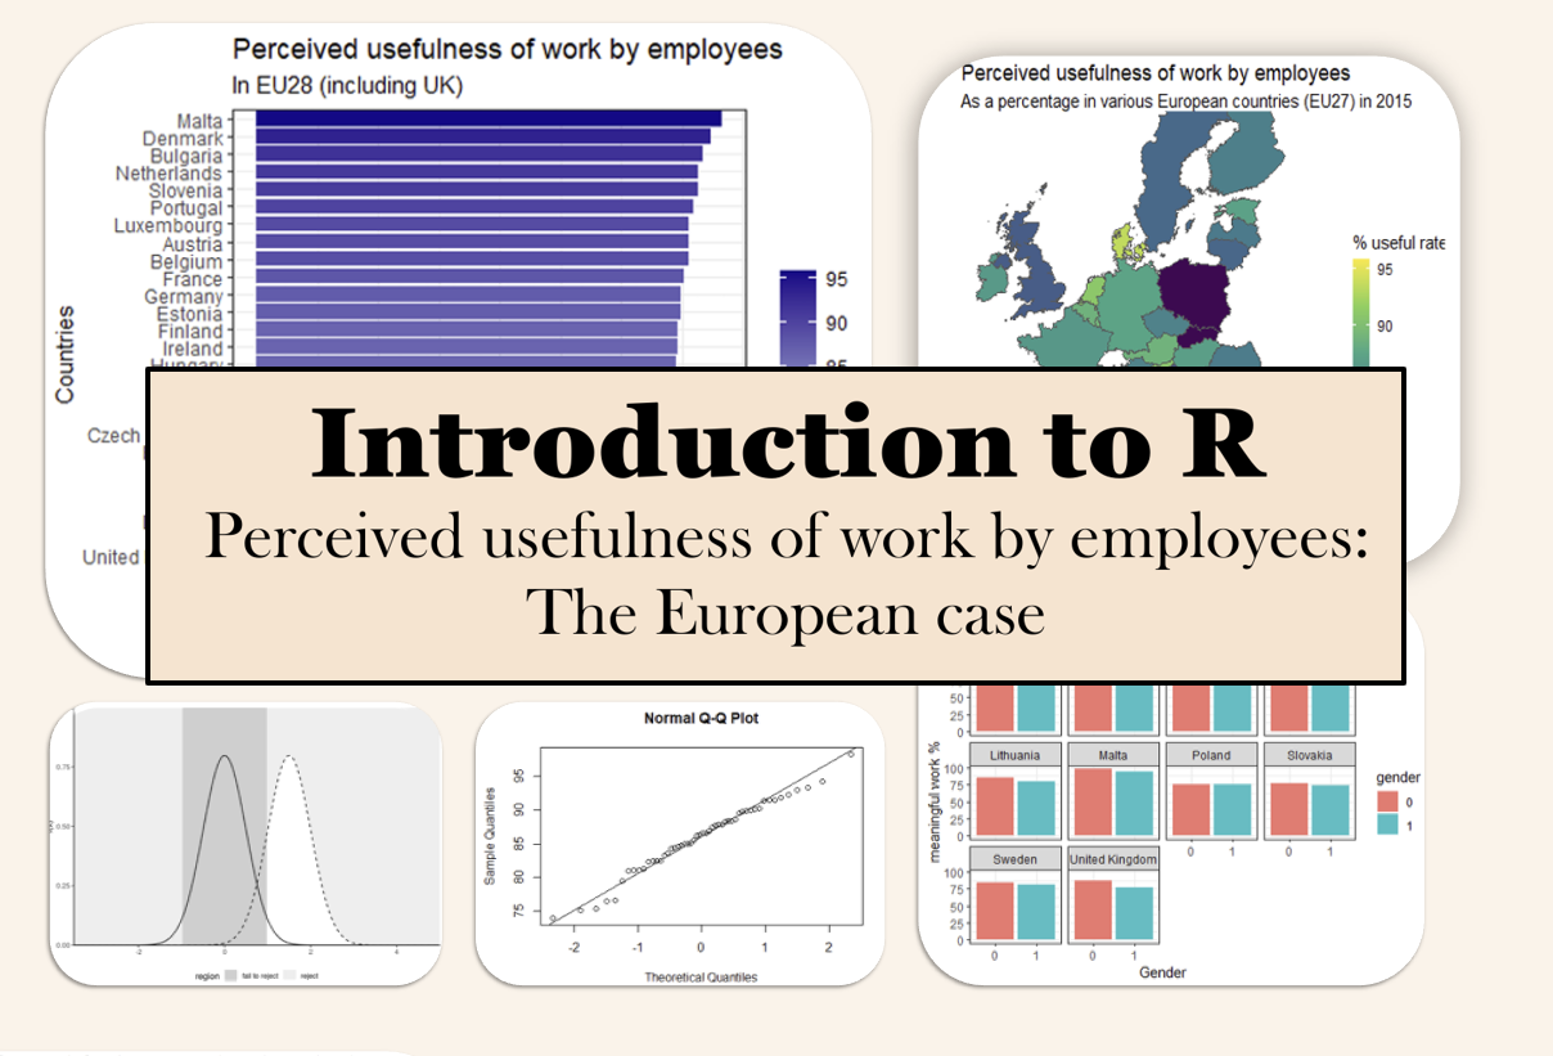 Perceived usefulness of work by employees
In EU28 (including UK)
Malta
Denmark
Bulgaria
Netherlands
Slovenia
Portugal
Luxembourg
Austria
Belgium
France
Germany
Estonia
Finland
Ireland
Hungary
Czech
United
Countries
95
90
85
Perceived usefulness of work by employees
As a percentage in various European countries (EU27) in 2015
% useful rate
95
90
Introduction to R
Perceived usefulness of work by employees:
The European case
0.75
0.50
0.25
0.00
-2 0 2 4
region fail to reject reject
Normal Q-Q Plot
Sample Quantiles
95
90
85
80
75
-2 -1 0 1 2
Theoretical Quantiles
meaningful work %
50
25
0
Lithuania Malta Poland Slovakia
100
75
50
25
0
0 1 0 1
Sweden United Kingdom
100
75
50
25
0
0 1 0 1
Gender
gender
0
1